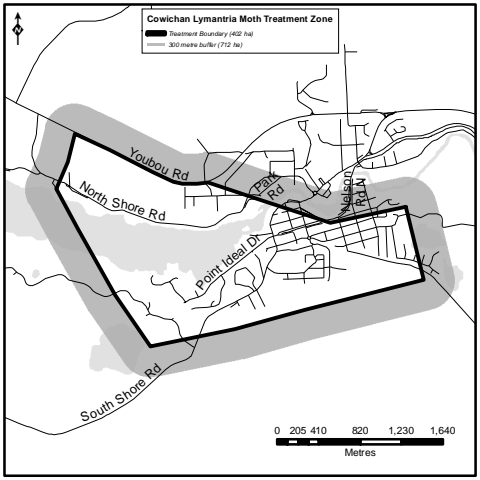 Cowichan Lymantria Moth Treatment Zone
Treatment Boundary (402 ha)
300 metre buffer (712 ha)
N
Youbou Rd
North Shore Rd
Park
Rd
Nelson
Rd N
Point Ideal Dr
South Shore Rd
0 205 410 820 1,230 1,640
Metres